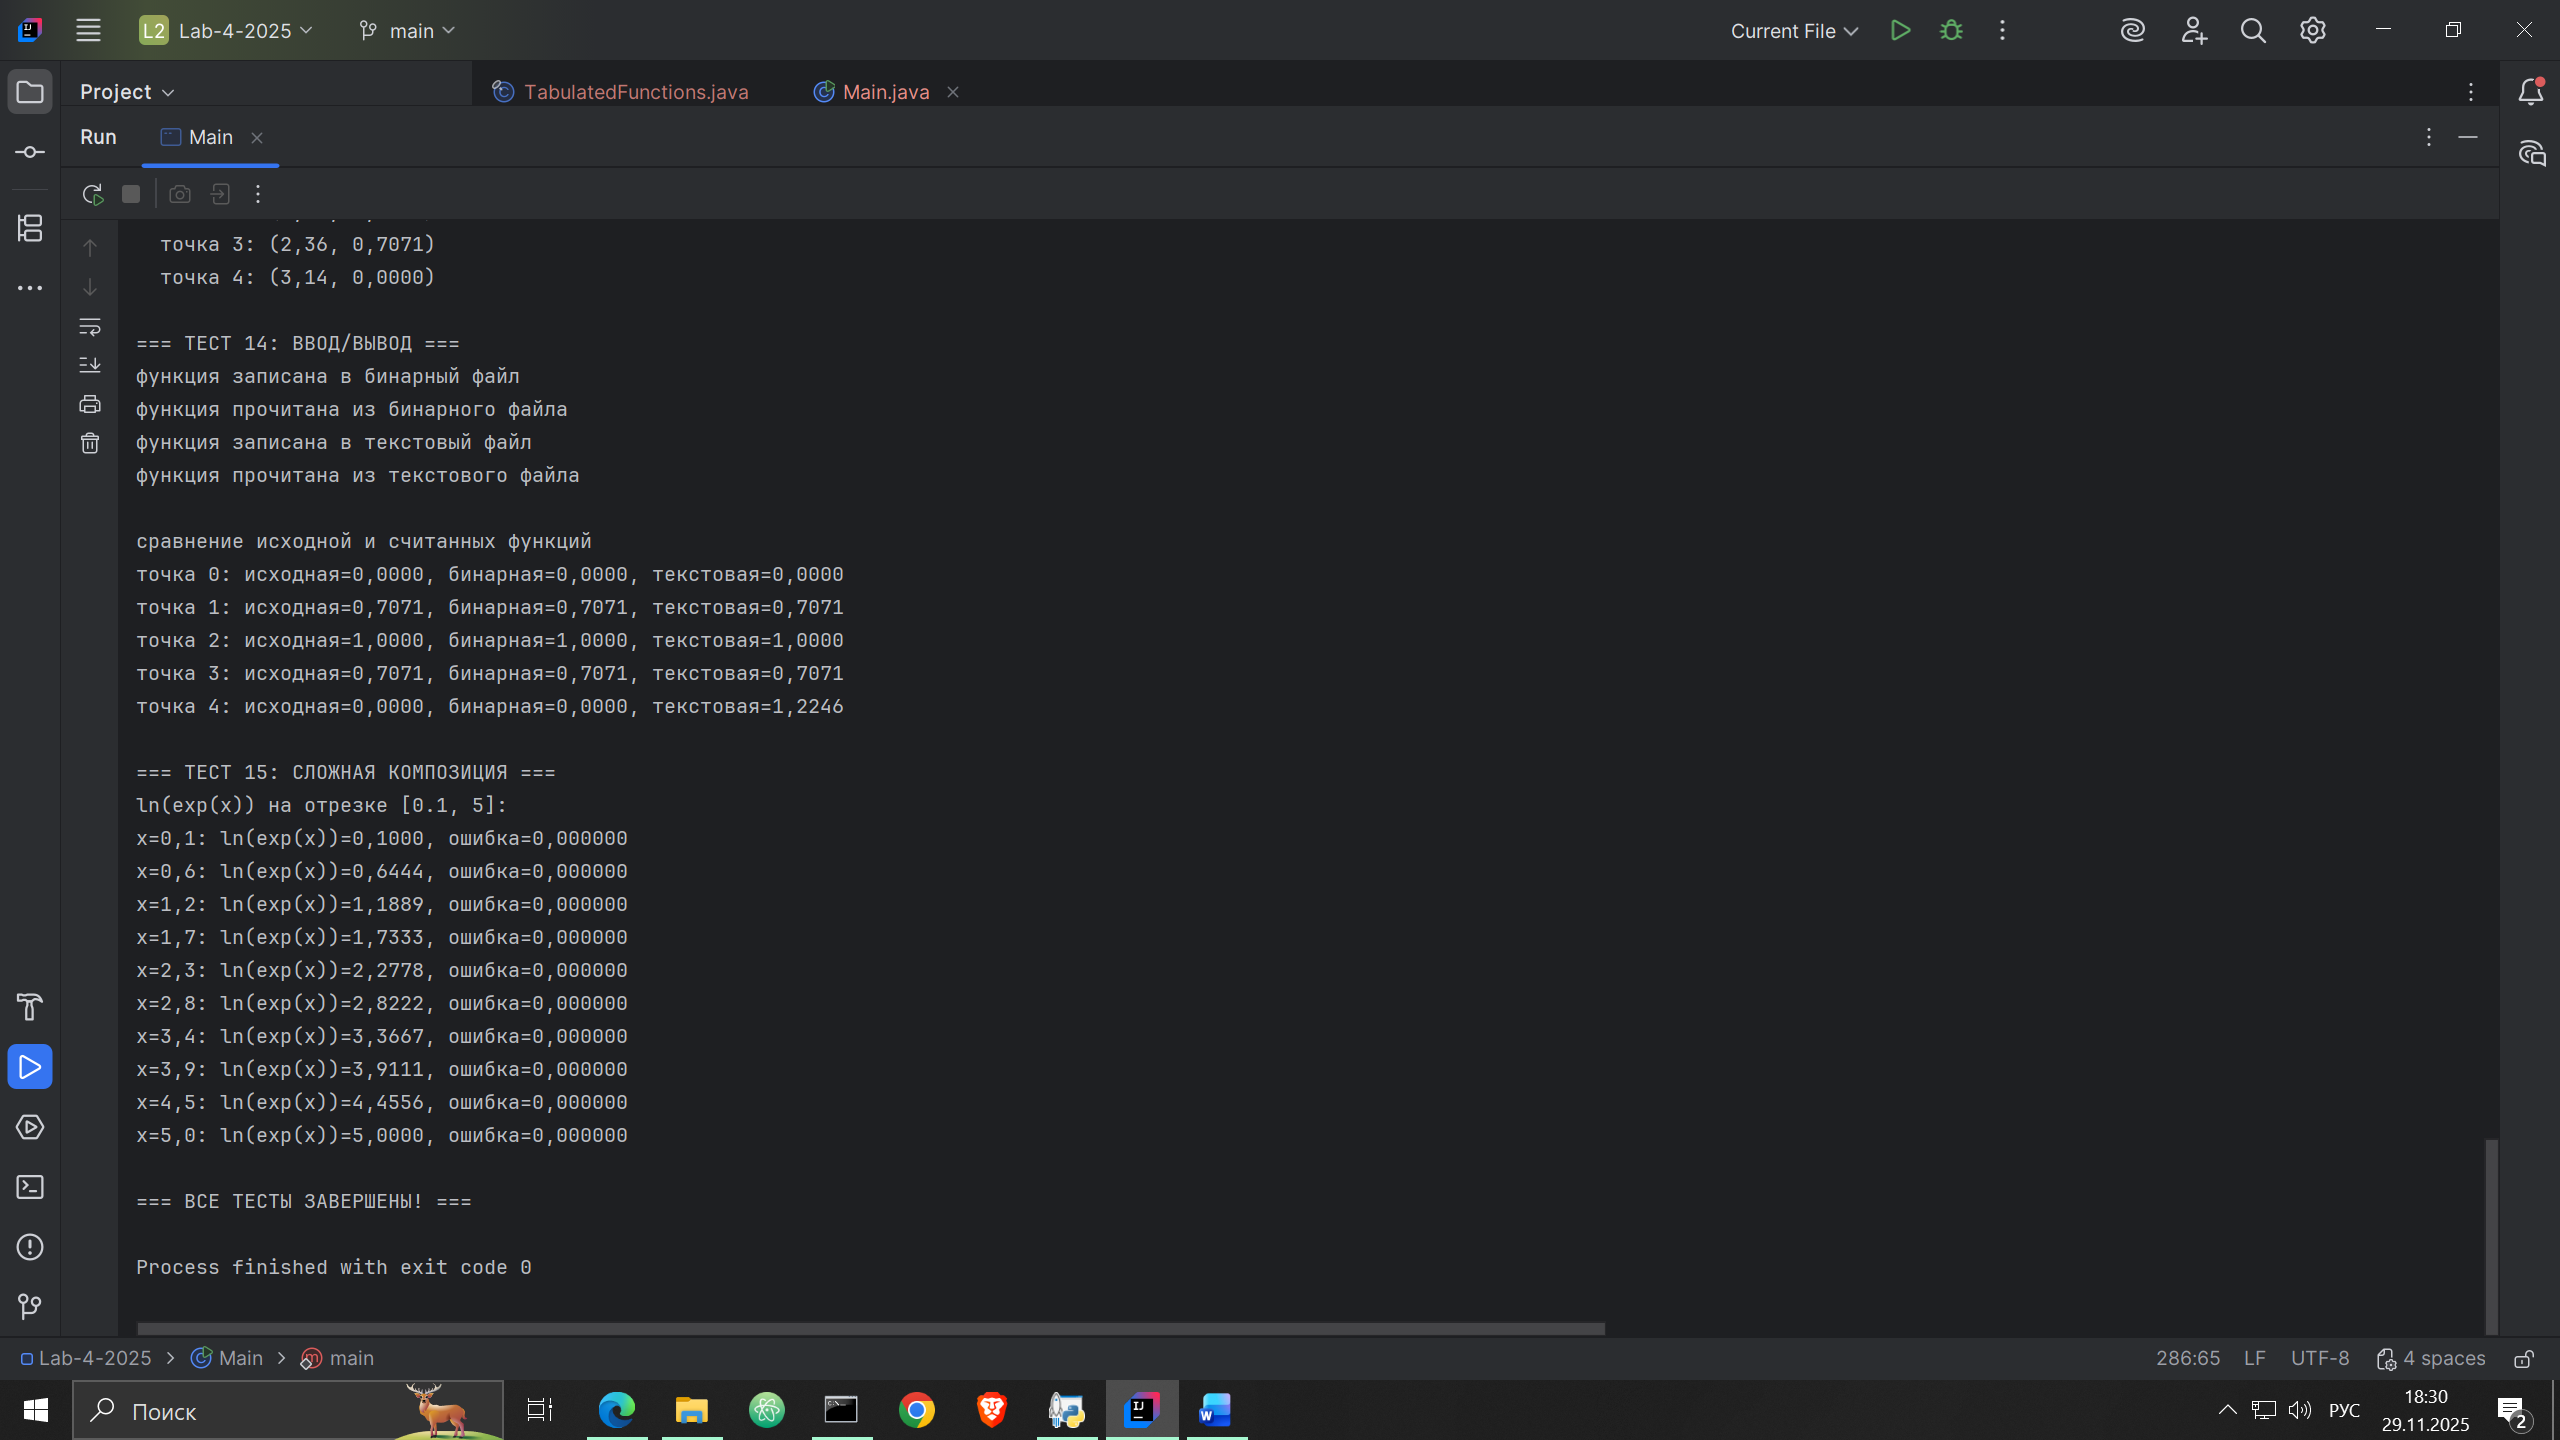 L2 Lab-4-2025 main Current File
Project TabulatedFunctions.java Main.java
Run Main
точка 3: (2,36, 0,7071)
точка 4: (3,14, 0,0000)
=== ТЕСТ 14: ВВОД/ВЫВОД ===
функция записана в бинарный файл
функция прочитана из бинарного файла
функция записана в текстовый файл
функция прочитана из текстового файла
сравнение исходной и считанных функций
точка 0: исходная=0,0000, бинарная=0,0000, текстовая=0,0000
точка 1: исходная=0,7071, бинарная=0,7071, текстовая=0,7071
точка 2: исходная=1,0000, бинарная=1,0000, текстовая=1,0000
точка 3: исходная=0,7071, бинарная=0,7071, текстовая=0,7071
точка 4: исходная=0,0000, бинарная=0,0000, текстовая=1,2246
=== ТЕСТ 15: СЛОЖНАЯ КОМПОЗИЦИЯ ===
ln(exp(x)) на отрезке [0.1, 5]:
x=0,1: ln(exp(x))=0,1000, ошибка=0,000000
x=0,6: ln(exp(x))=0,6444, ошибка=0,000000
x=1,2: ln(exp(x))=1,1889, ошибка=0,000000
x=1,7: ln(exp(x))=1,7333, ошибка=0,000000
x=2,3: ln(exp(x))=2,2778, ошибка=0,000000
x=2,8: ln(exp(x))=2,8222, ошибка=0,000000
x=3,4: ln(exp(x))=3,3667, ошибка=0,000000
x=3,9: ln(exp(x))=3,9111, ошибка=0,000000
x=4,5: ln(exp(x))=4,4556, ошибка=0,000000
x=5,0: ln(exp(x))=5,0000, ошибка=0,000000
=== ВСЕ ТЕСТЫ ЗАВЕРШЕНЫ! ===
Process finished with exit code 0
Lab-4-2025 > Main > main 286:65 LF UTF-8 4 spaces
Поиск РУС 18:30
29.11.2025 2